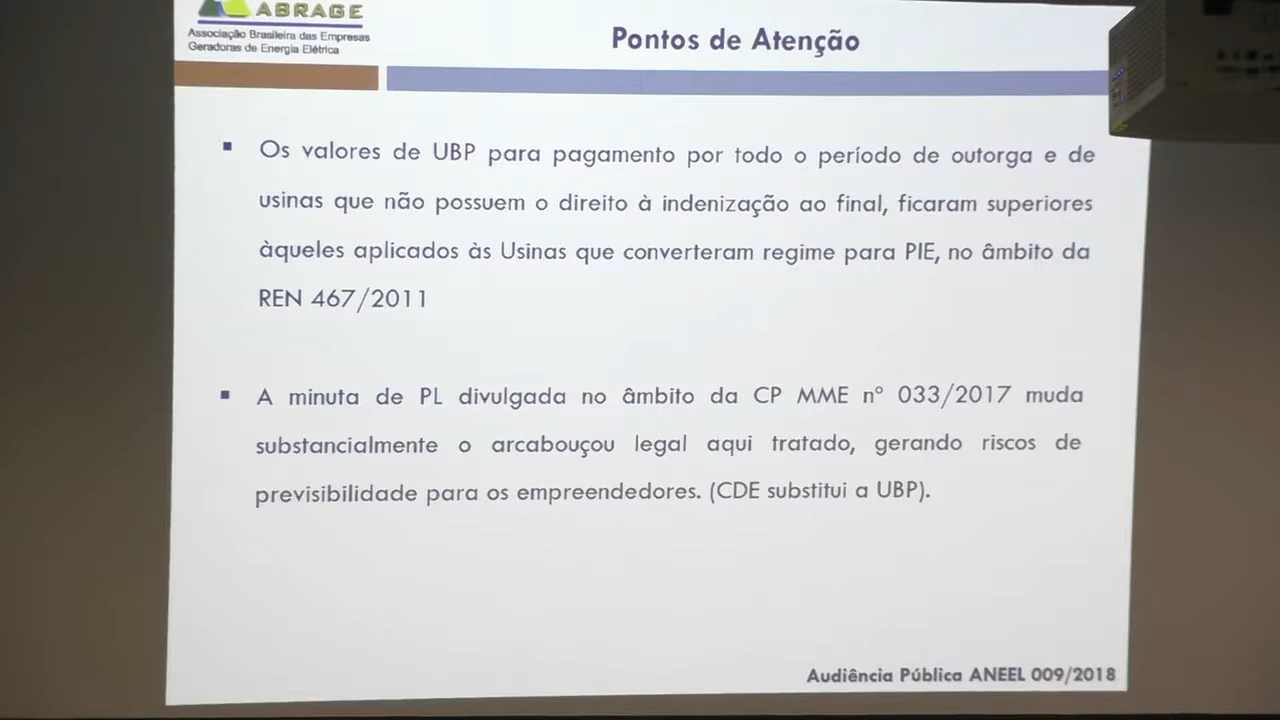 ABRAGE
Associação Brasileira das Empresas
Geradoras de Energia Elétrica
Pontos de Atenção
Os valores de UBP para pagamento por todo o período de outorga e de
usinas que não possuem o direito à indenização ao final, ficaram superiores
àqueles aplicados às Usinas que converteram regime para PIE, no âmbito da
REN 467/2011
A minuta de PL divulgada no âmbito da CP MME nº 033/2017 muda
substancialmente o arcabouçou legal aqui tratado, gerando riscos de
previsibilidade para os empreendedores. (CDE substitui a UBP).
Audiência Pública ANEEL 009/2018